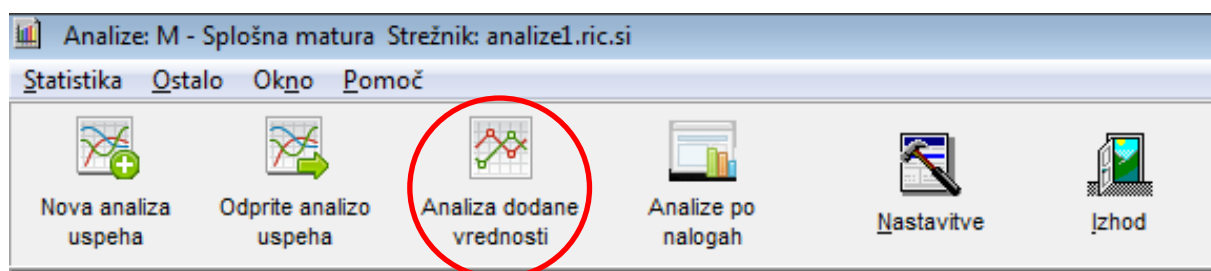 Analize: M - Splošna matura Strežnik: analize1.ric.si
Statistika Ostalo Okno Pomoč
Nova analiza
uspeha
Odprite analizo
uspeha
Analiza dodane
vrednosti
Analize po
nalogah
Nastavitve
Izhod